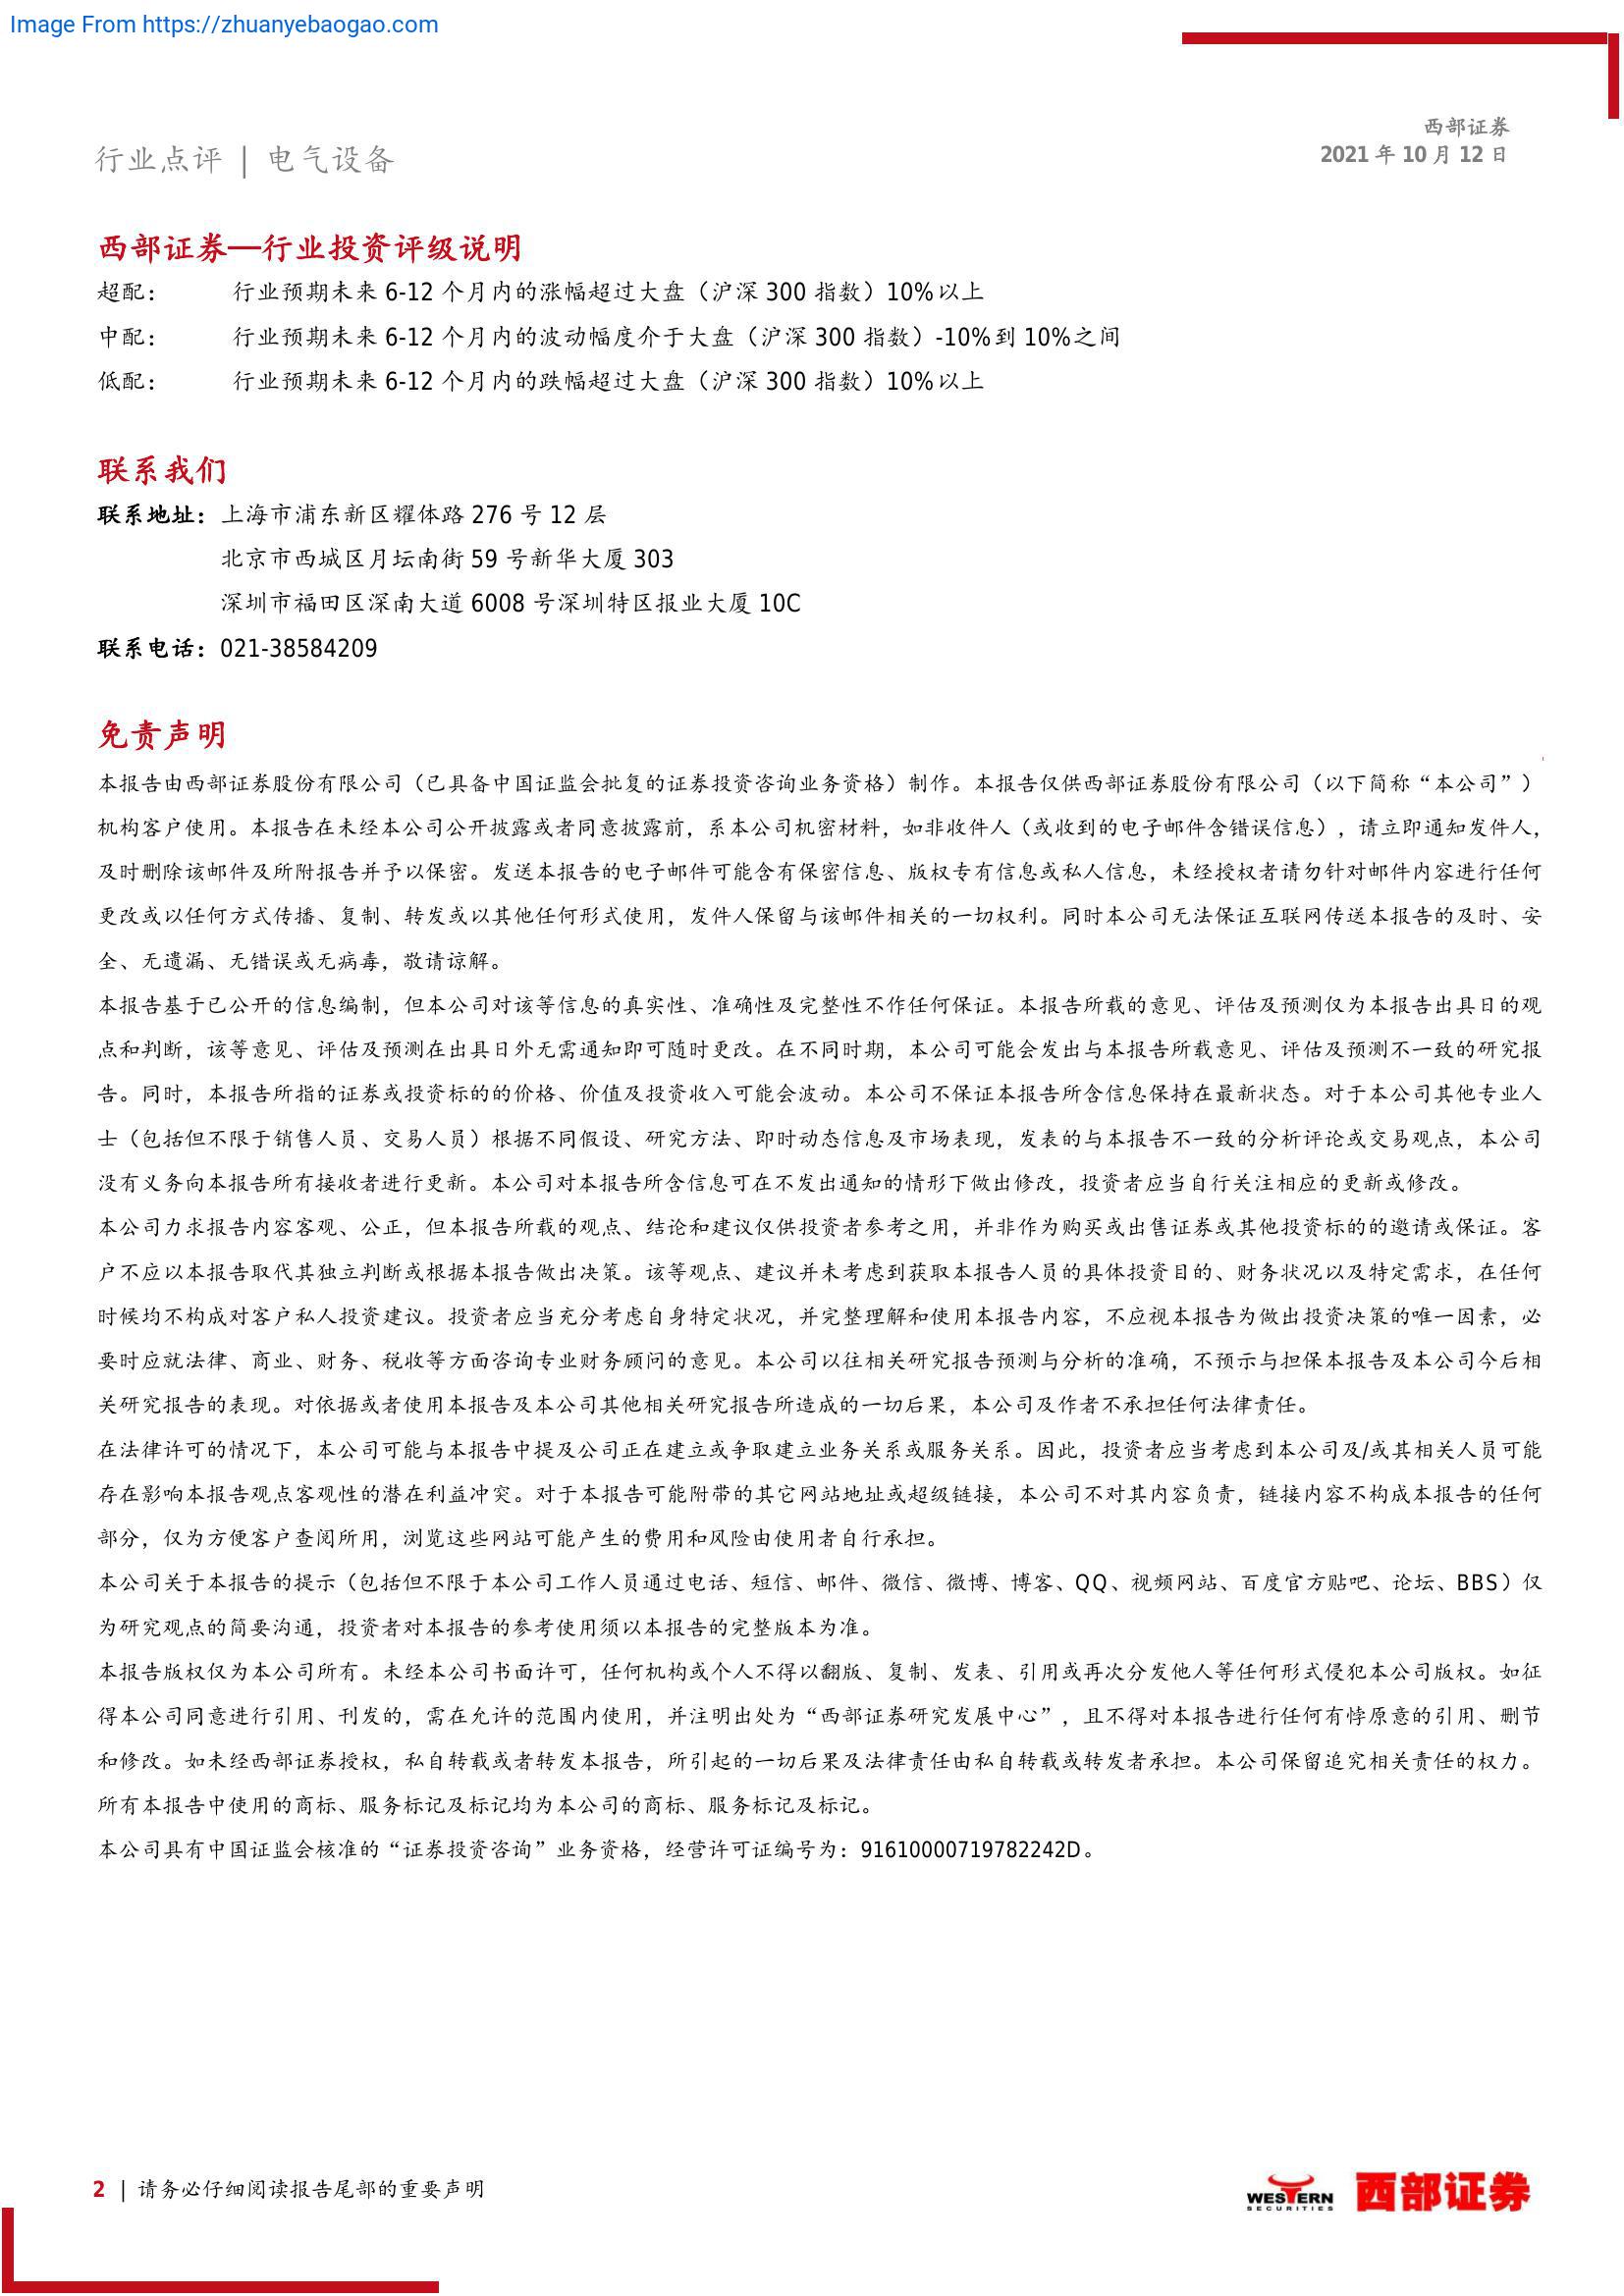 Image From https://zhuanyebaogao.com
行业点评 | 电气设备
西部证券
2021 年 10 月 12 日
西部证券—行业投资评级说明
超配： 行业预期未来 6-12 个月内的涨幅超过大盘（沪深 300 指数）10%以上
中配： 行业预期未来 6-12 个月内的波动幅度介于大盘（沪深 300 指数）-10%到 10%之间
低配： 行业预期未来 6-12 个月内的跌幅超过大盘（沪深 300 指数）10%以上
联系我们
联系地址：上海市浦东新区耀体路 276 号 12 层
北京市西城区月坛南街 59 号新华大厦 303
深圳市福田区深南大道 6008 号深圳特区报业大厦 10C
联系电话：021-38584209
免责声明
本报告由西部证券股份有限公司（已具备中国证监会批复的证券投资咨询业务资格）制作。本报告仅供西部证券股份有限公司（以下简称“本公司”）
机构客户使用。本报告在未经本公司公开披露或者同意披露前，系本公司机密材料，如非收件人（或收到的电子邮件含错误信息），请立即通知发件人，
及时删除该邮件及所附报告并予以保密。发送本报告的电子邮件可能含有保密信息、版权专有信息或私人信息，未经授权者请勿针对邮件内容进行任何
更改或以任何方式传播、复制、转发或以其他任何形式使用，发件人保留与该邮件相关的一切权利。同时本公司无法保证互联网传送本报告的及时、安
全、无遗漏、无错误或无病毒，敬请谅解。
本报告基于已公开的信息编制，但本公司对该等信息的真实性、准确性及完整性不作任何保证。本报告所载的意见、评估及预测仅为本报告出具日的观
点和判断，该等意见、评估及预测在出具日外无需通知即可随时更改。在不同时期，本公司可能会发出与本报告所载意见、评估及预测不一致的研究报
告。同时，本报告所指的证券或投资标的的价格、价值及投资收入可能会波动。本公司不保证本报告所含信息保持在最新状态。对于本公司其他专业人
士（包括但不限于销售人员、交易人员）根据不同假设、研究方法、即时动态信息及市场表现，发表的与本报告不一致的分析评论或交易观点，本公司
没有义务向本报告所有接收者进行更新。本公司对本报告所含信息可在不发出通知的情形下做出修改，投资者应当自行关注相应的更新或修改。
本公司力求报告内容客观、公正，但本报告所载的观点、结论和建议仅供投资者参考之用，并非作为购买或出售证券或其他投资标的的邀请或保证。客
户不应以本报告取代其独立判断或根据本报告做出决策。该等观点、建议并未考虑到获取本报告人员的具体投资目的、财务状况以及特定需求，在任何
时候均不构成对客户私人投资建议。投资者应当充分考虑自身特定状况，并完整理解和使用本报告内容，不应视本报告为做出投资决策的唯一因素，必
要时应就法律、商业、财务、税收等方面咨询专业财务顾问的意见。本公司以往相关研究报告预测与分析的准确，不预示与担保本报告及本公司今后相
关研究报告的表现。对依据或者使用本报告及本公司其他相关研究报告所造成的一切后果，本公司及作者不承担任何法律责任。
在法律许可的情况下，本公司可能与本报告中提及公司正在建立或争取建立业务关系或服务关系。因此，投资者应当考虑到本公司及/或其相关人员可能
存在影响本报告观点客观性的潜在利益冲突。对于本报告可能附带的其它网站地址或超级链接，本公司不对其内容负责，链接内容不构成本报告的任何
部分，仅为方便客户查阅所用，浏览这些网站可能产生的费用和风险由使用者自行承担。
本公司关于本报告的提示（包括但不限于本公司工作人员通过电话、短信、邮件、微信、微博、博客、QQ、视频网站、百度官方贴吧、论坛、BBS）仅
为研究观点的简要沟通，投资者对本报告的参考使用须以本报告的完整版本为准。
本报告版权仅为本公司所有。未经本公司书面许可，任何机构或个人不得以翻版、复制、发表、引用或再次分发他人等任何形式侵犯本公司版权。如征
得本公司同意进行引用、刊发的，需在允许的范围内使用，并注明出处为“西部证券研究发展中心”，且不得对本报告进行任何有悖原意的引用、删节
和修改。如未经西部证券授权，私自转载或者转发本报告，所引起的一切后果及法律责任由私自转载或转发者承担。本公司保留追究相关责任的权力。
所有本报告中使用的商标、服务标记及标记均为本公司的商标、服务标记及标记。
本公司具有中国证监会核准的“证券投资咨询”业务资格，经营许可证编号为：91610000719782242D。
2 | 请务必仔细阅读报告尾部的重要声明
WESTERN
SECURITIES
西部证券